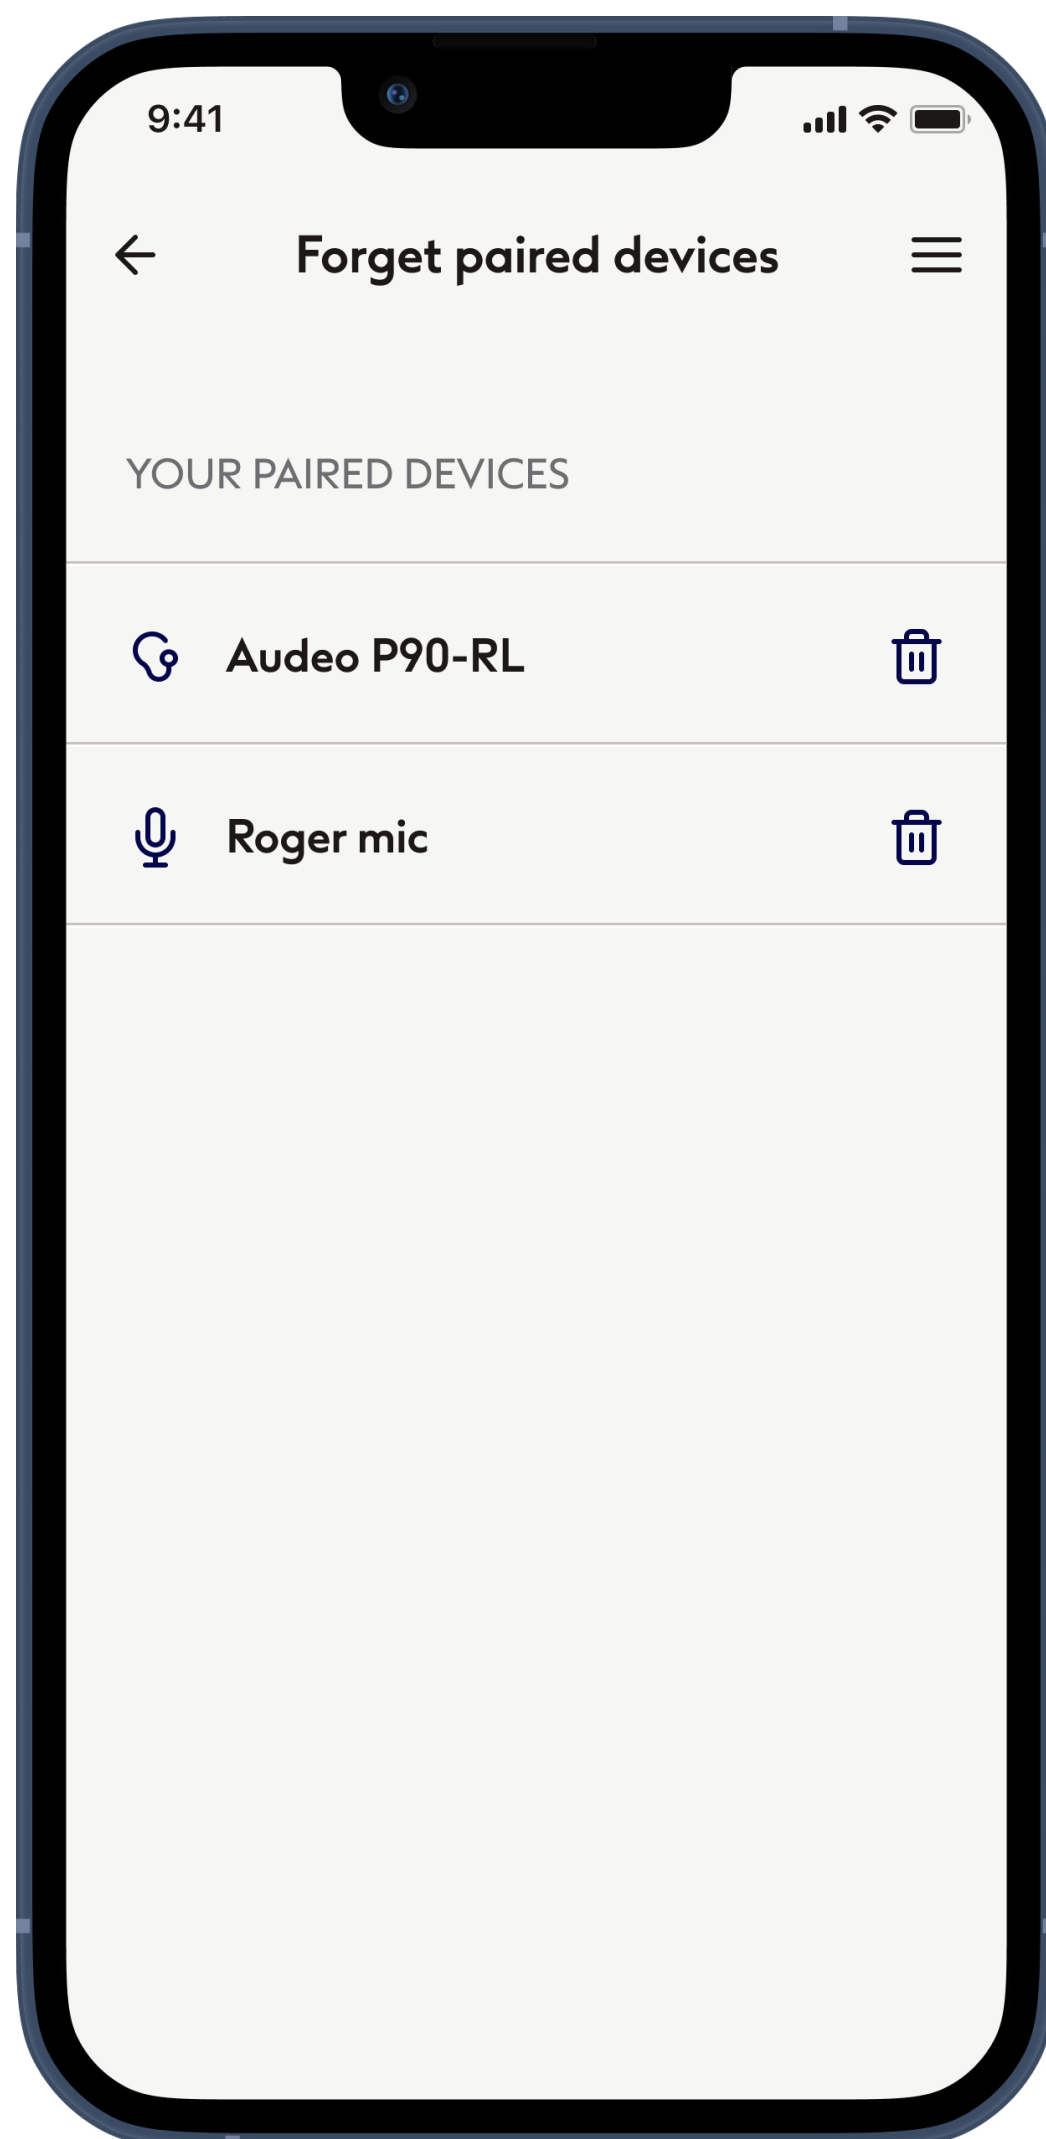 9:41
Forget paired devices
YOUR PAIRED DEVICES
Audeo P90-RL
Roger mic